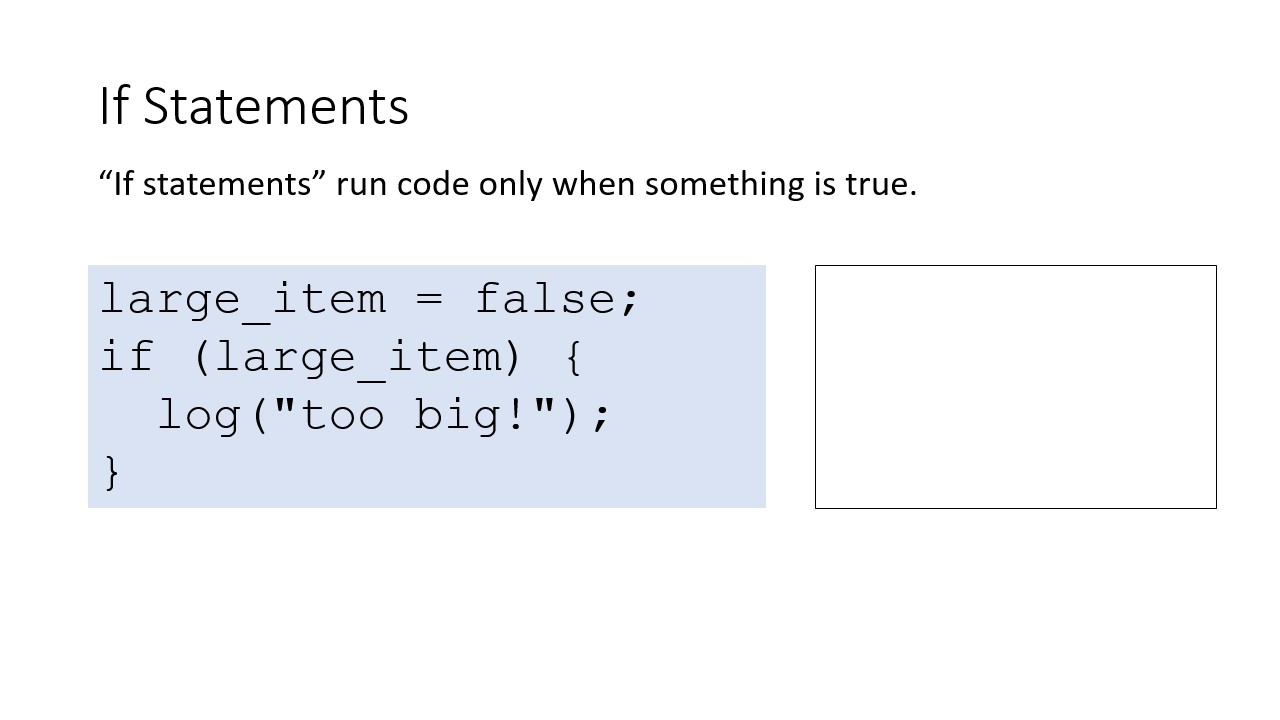 If Statements
“If statements” run code only when something is true.
large_item = false;
if (large_item) {
  log("too big!");
}